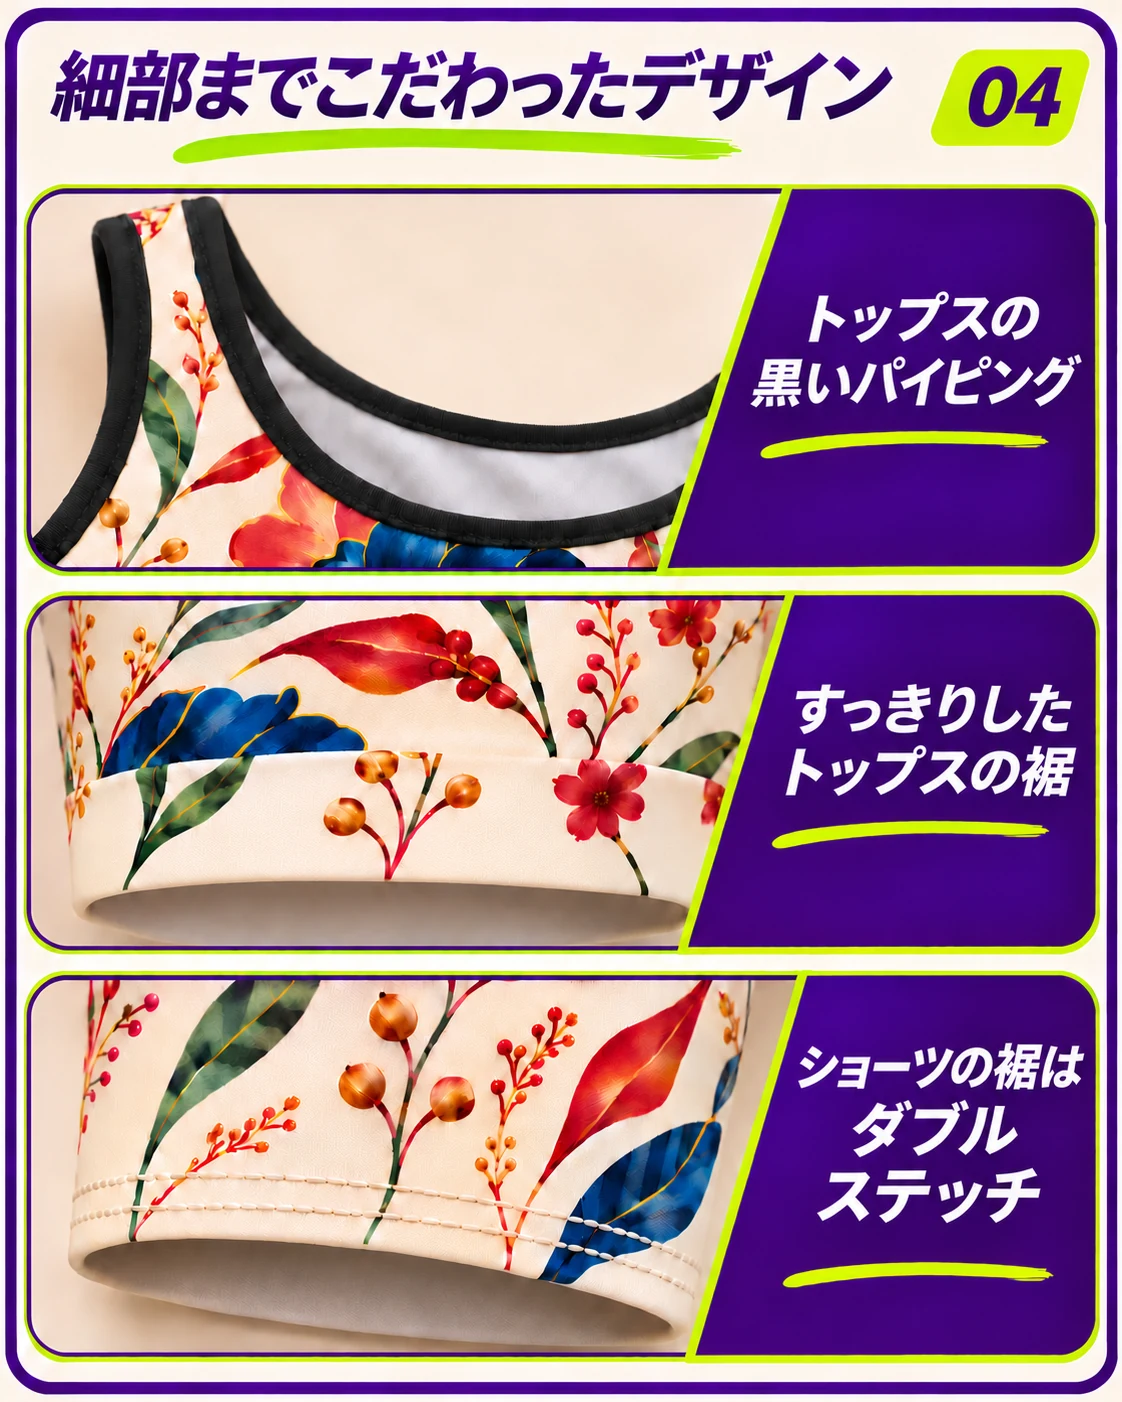 細部までこだわったデザイン
04
トップスの
黒いパイピング
すっきりした
トップスの裾
ショーツの裾は
ダブル
ステッチ